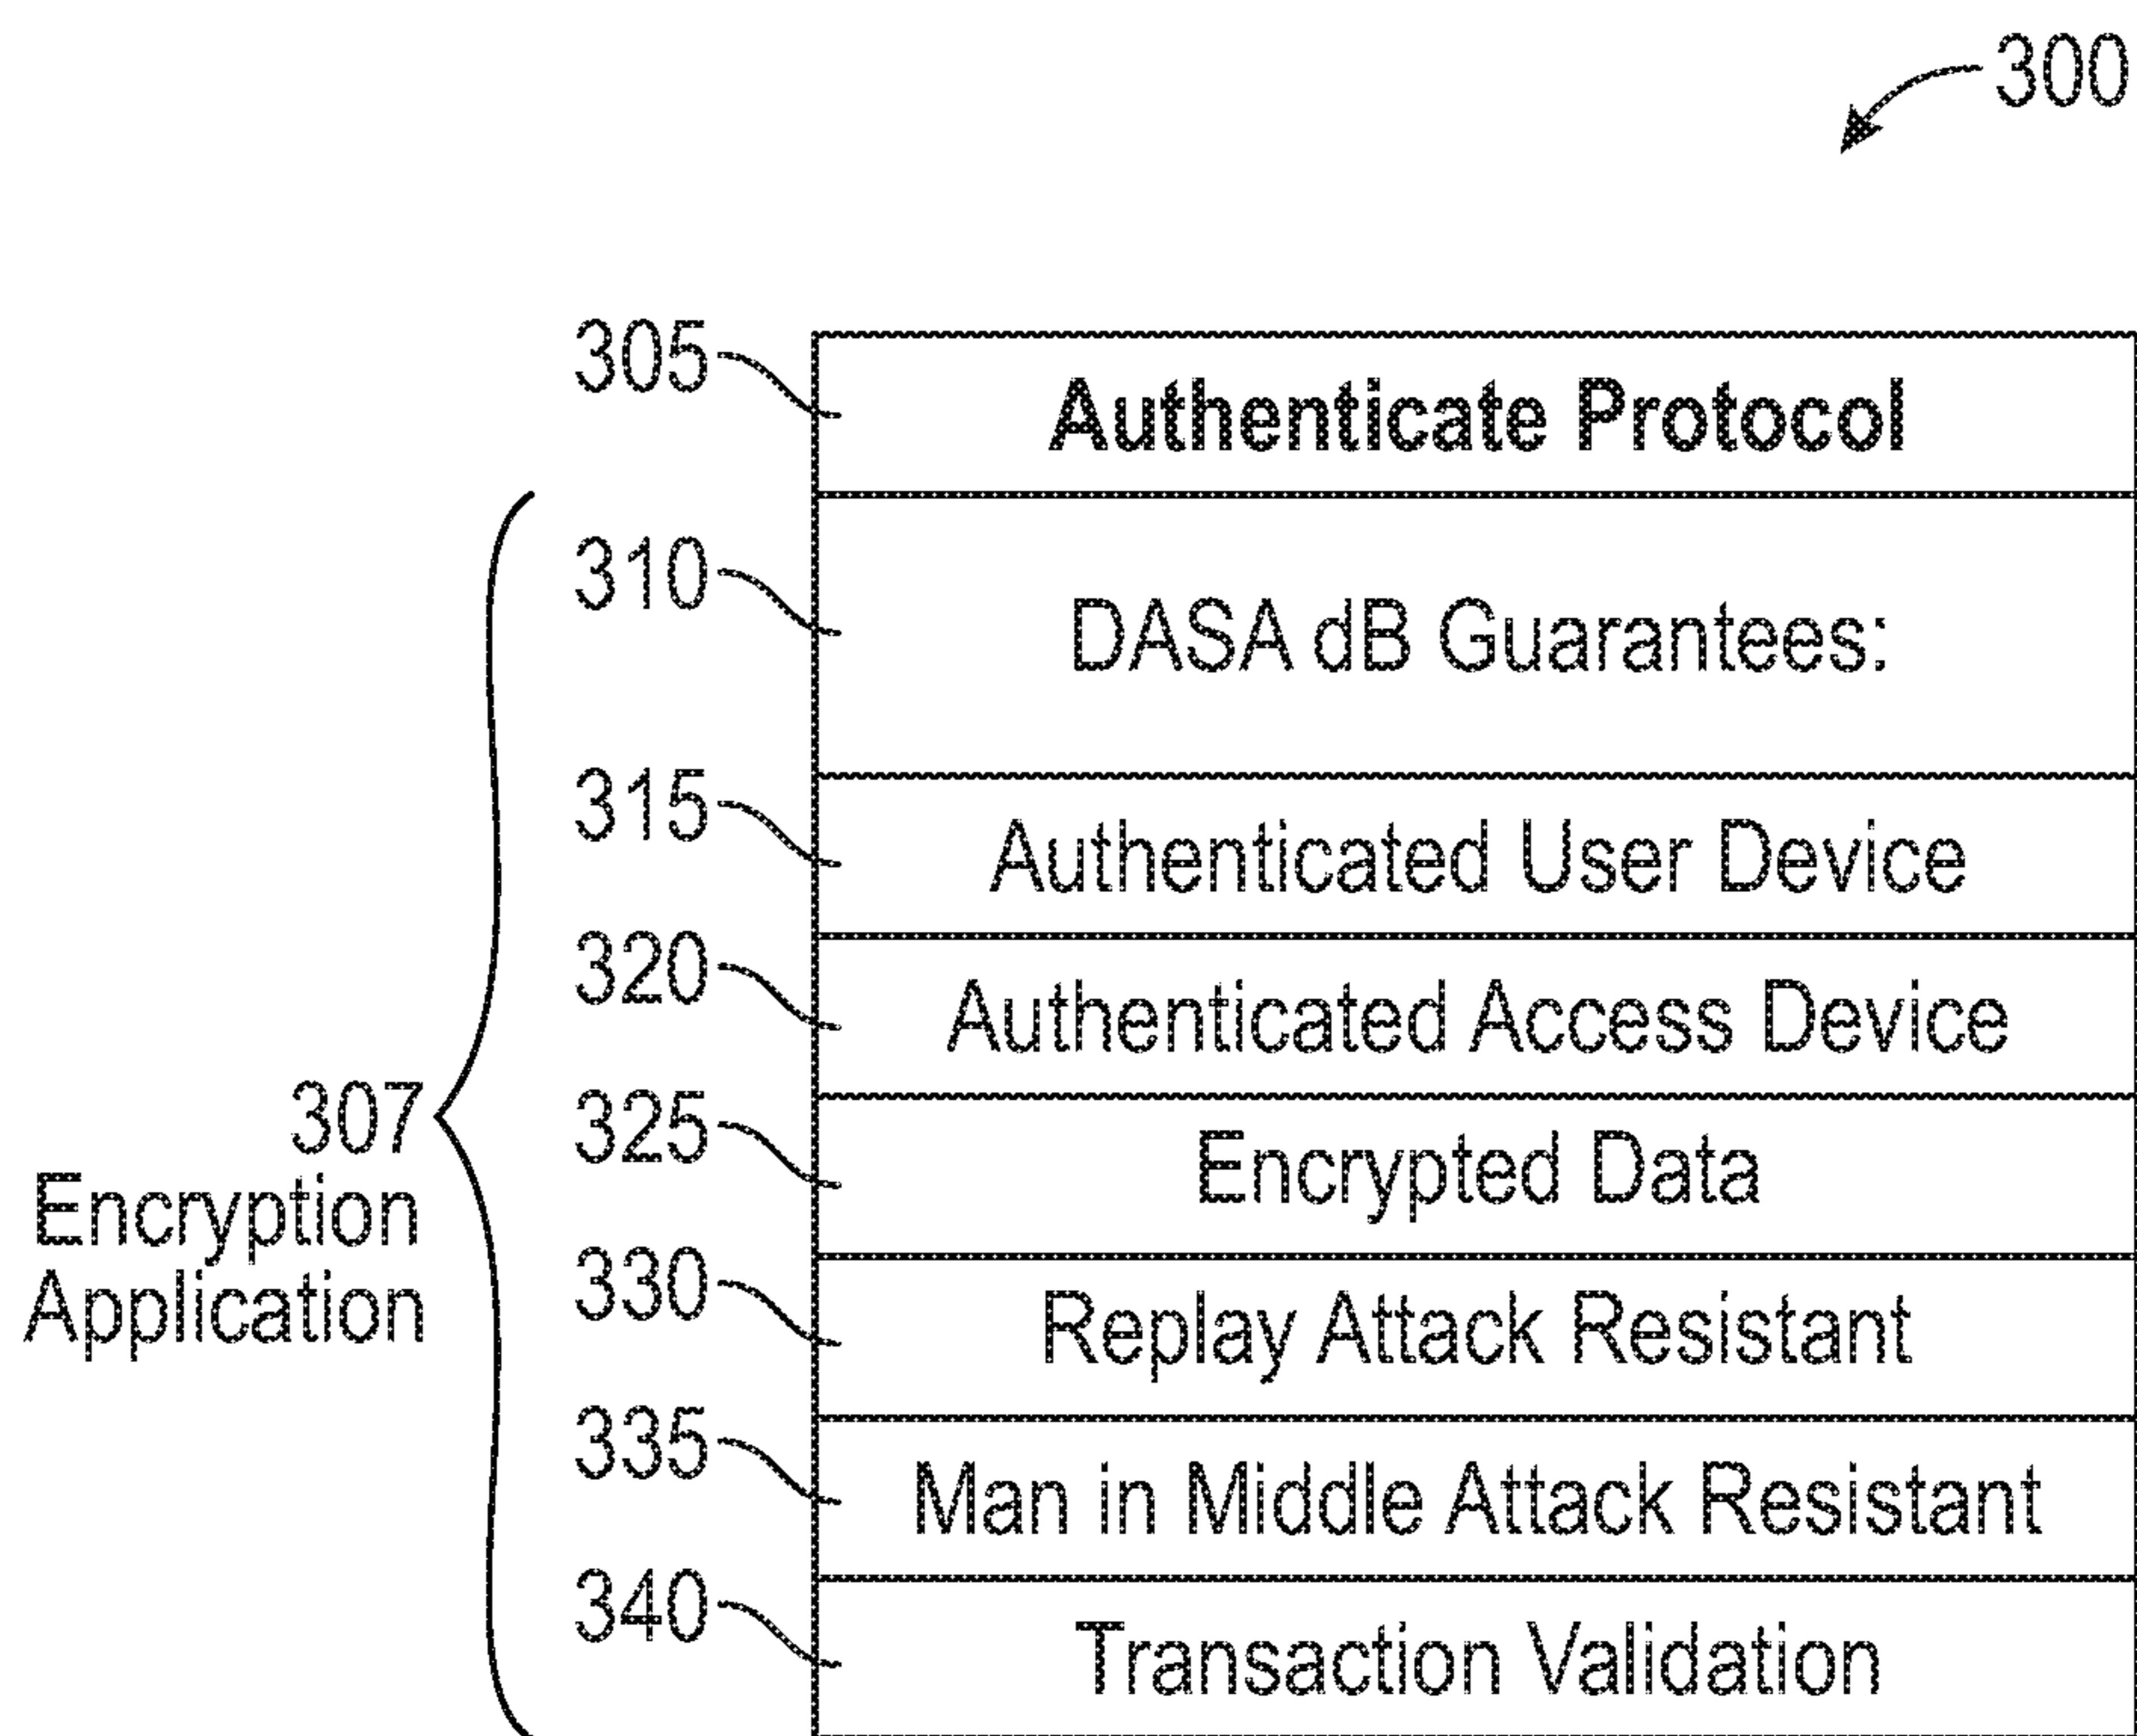 300
305 Authenticate Protocol
310 DASA dB Guarantees:
315 Authenticated User Device
320 Authenticated Access Device
307
325 Encrypted Data
Encryption
330 Replay Attack Resistant
Application
335 Man in Middle Attack Resistant
340 Transaction Validation